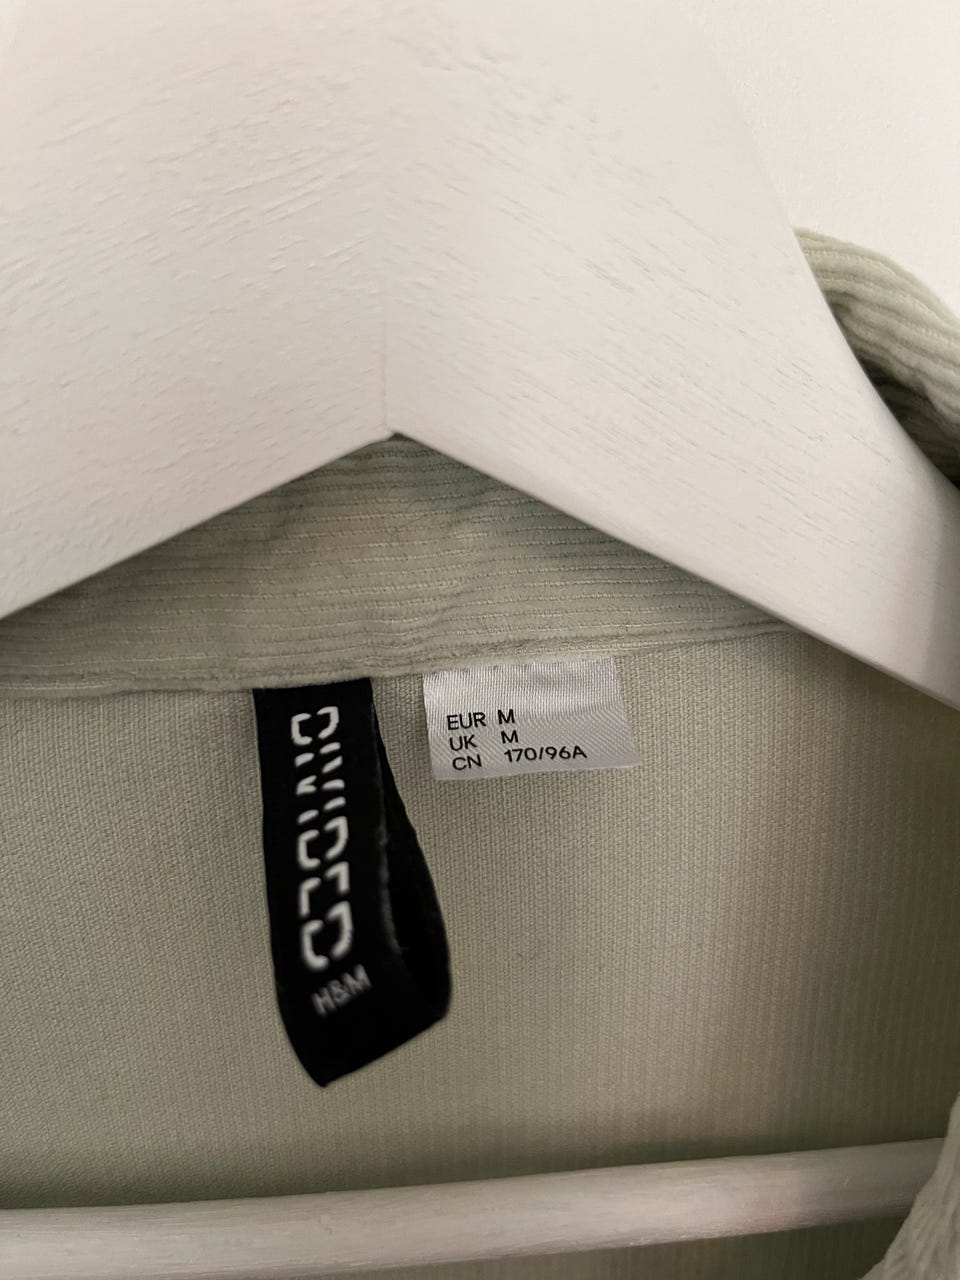 DIVIDED
H&M
EUR M
UK M
CN 170/96A